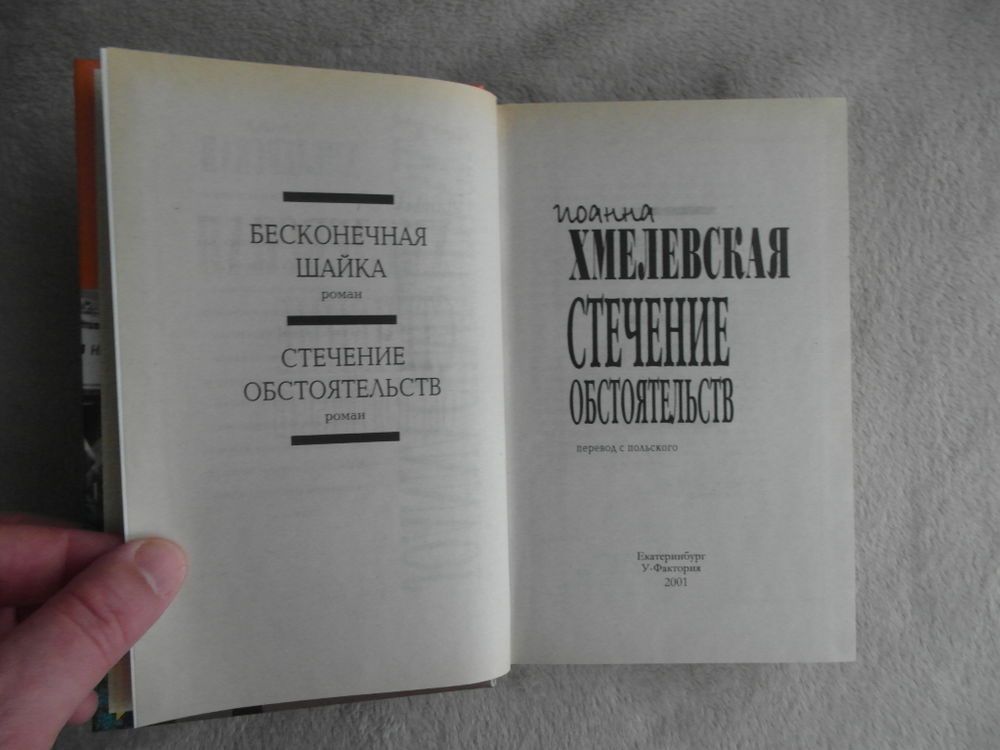 БЕСКОНЕЧНАЯ
ШАЙКА
роман
СТЕЧЕНИЕ
ОБСТОЯТЕЛЬСТВ
роман
иоанна
ХМЕЛЕВСКАЯ
СТЕЧЕНИЕ
ОБСТОЯТЕЛЬСТВ
перевод с польского
Екатеринбург
У-Фактория
2001